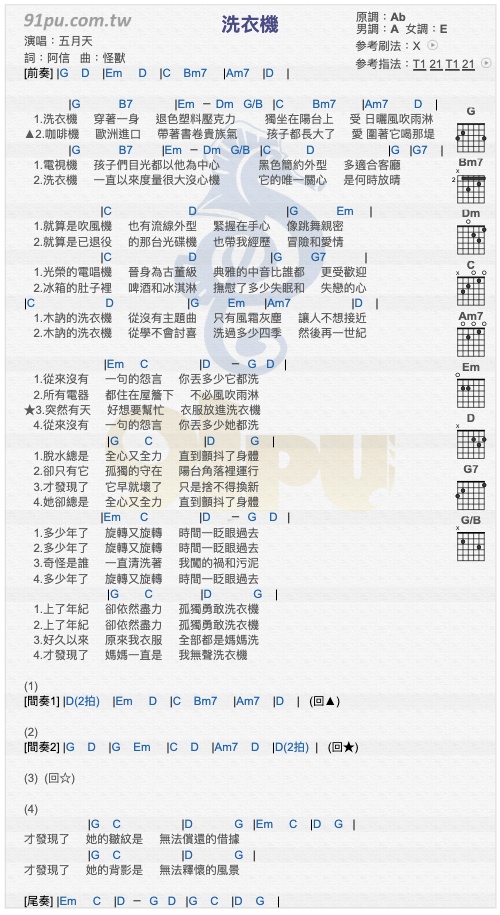 91pu.com.tw
洗衣機
原調：Ab
男調：A 女調：E
演唱：五月天
參考刷法：X
詞：阿信　曲：怪獸
參考指法：T1 21 T1 21
[前奏] |G D |Em D |C Bm7 |Am7 |D |
|G B7 |Em － Dm G/B |C D |
1.洗衣機 穿著一身 退色塑料壓克力 獨坐在陽台上 受 日曬風吹雨淋
▲2.咖啡機 歐洲進口 帶著書卷貴族氣 孩子都長大了 愛 圍著它喝那堤
|G B7 |Em － Dm G/B |C D |G |G7 |
1.電視機 孩子們目光都以他為中心 黑色簡約外型 多適合客廳
2.洗衣機 一直以來度量很大沒心機 它的唯一關心 是何時放晴
|C D |G Em |
1.就算是吹風機 也有流線外型 緊握在手心 像跳舞親密
2.就算是已退役 的那台光碟機 也帶我經歷 冒險和愛情
|C D |G G7 |
1.光榮的電唱機 晉身為古董級 典雅的中音比誰都 更受歡迎
2.冰箱的肚子裡 啤酒和冰淇淋 撫慰了多少失眠和 失戀的心
|C D |G Em |Am7 |D |
1.木訥的洗衣機 從沒有主題曲 只有風霜灰塵 讓人不想接近
2.木訥的洗衣機 從學不會討喜 洗過多少四季 然後再一世紀
|Em C |D － G |
1.從來沒有 一句的怨言 你丟多少它都洗
2.所有電器 都住在屋簷下 不必風吹雨淋
★3.突然有天 好想要幫忙 衣服放進洗衣機
4.從來沒有 一句的怨言 你丟多少她都洗
|G C |D G |
1.脫水總是 全心又全力 直到顫抖了身體
2.卻只有它 孤獨的守在 陽台角落裡運行
3.才發現了 它早就壞了 只是捨不得換新
4.她卻總是 全心又全力 直到顫抖了身體
|Em C |D － G D |
1.多少年了 旋轉又旋轉 時間一眨眼過去
2.多少年了 旋轉又旋轉 時間一眨眼過去
3.奇怪是誰 一直清洗著 我闖的禍和污泥
4.多少年了 旋轉又旋轉 時間一眨眼過去
|G C |D G |
1.上了年紀 卻依然盡力 孤獨勇敢洗衣機
2.上了年紀 卻依然盡力 孤獨勇敢洗衣機
3.好久以來 原來我衣服 全部都是媽媽洗
4.才發現了 媽媽一直是 我無聲洗衣機
(1)
[間奏1] |D(2拍) |Em D |C Bm7 |Am7 |D | (回▲)
(2)
[間奏2] |G D |G Em |C D |Am7 D |D(2拍) | (回★)
(3) (回☆)
(4)
|G C |D G |Em C |D G |
才發現了 她的皺紋是 無法償還的借據
|G C |D G |
才發現了 她的背影是 無法釋懷的風景
[尾奏] |Em C |D － G D |G C |D G |
G
Bm7
x
2
Dm
C
x
Am7
x
Em
D
x
G7
G/B
x
91PU